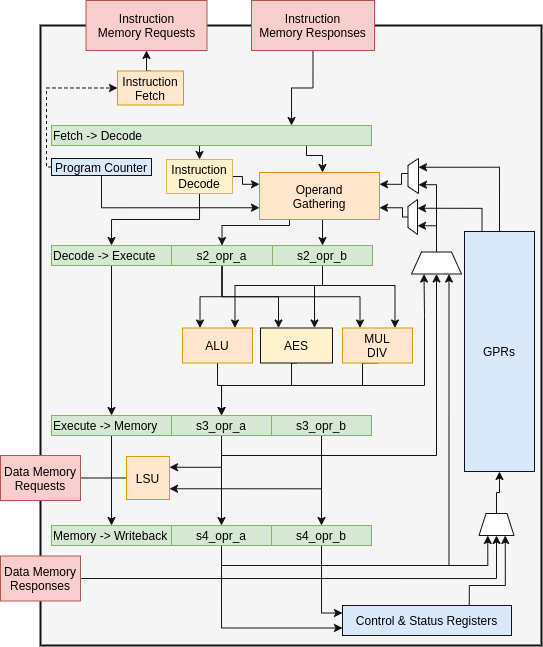 Instruction
Memory Requests
Instruction
Memory Responses
Instruction
Fetch
Fetch -> Decode
Program Counter
Instruction
Decode
Operand
Gathering
Decode -> Execute
s2_opr_a
s2_opr_b
ALU
AES
MUL
DIV
GPRs
Execute -> Memory
s3_opr_a
s3_opr_b
Data Memory
Requests
LSU
Memory -> Writeback
s4_opr_a
s4_opr_b
Data Memory
Responses
Control & Status Registers